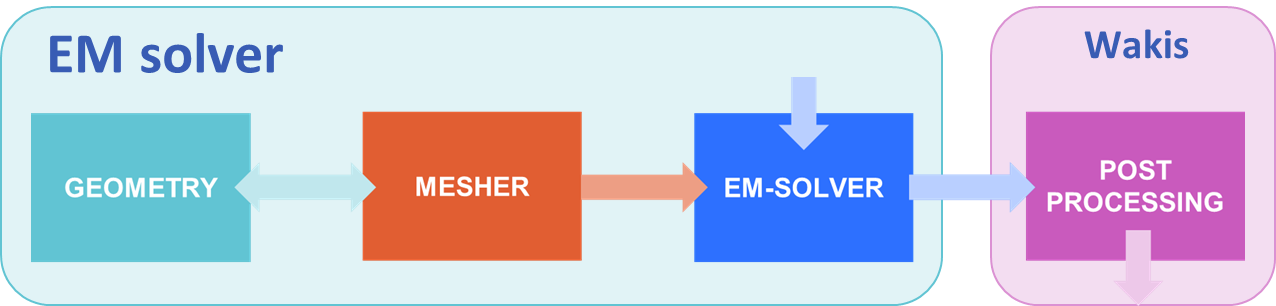 EM solver
Wakis
GEOMETRY
MESHER
EM-SOLVER
POST
PROCESSING